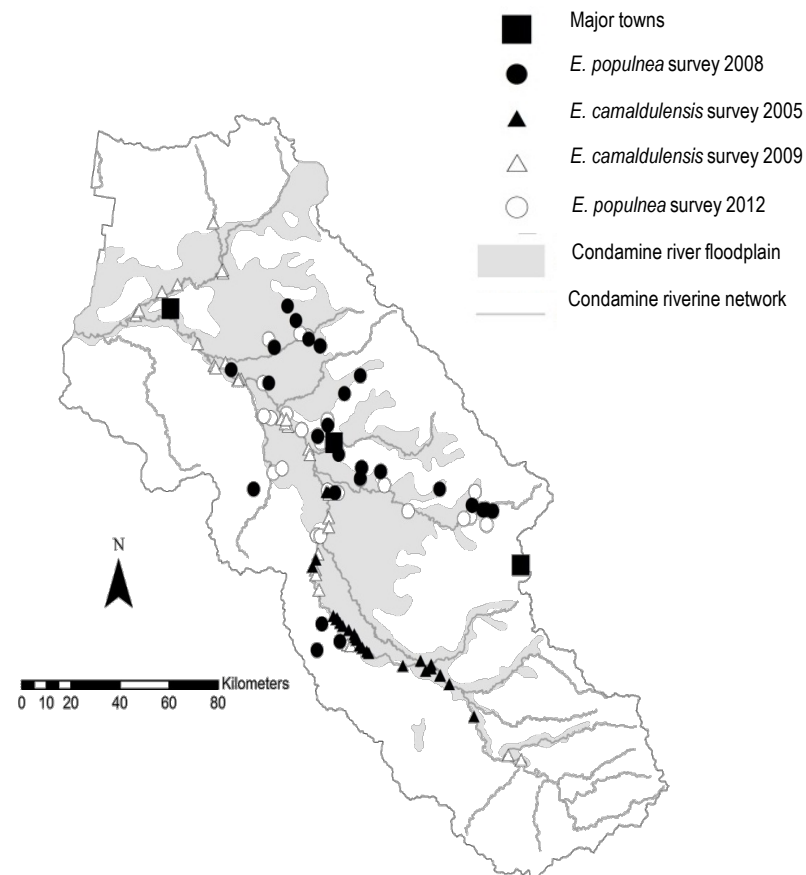 Major towns
E. populnea survey 2008
E. camaldulensis survey 2005
E. camaldulensis survey 2009
E. populnea survey 2012
Condamine river floodplain
Condamine riverine network
N
Kilometers
0 10 20 40 60 80